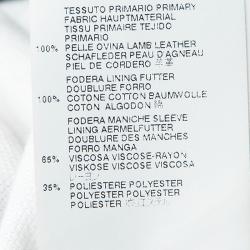 TESSUTO PRIMARIO PRIMARY
FABRIC HAUPTMATERIAL
TISSU PRIMAIRE TEJIDO
PRIMARIO
100% PELLE OVINA LAMB LEATHER
SCHAFLEDER PEAU D'AGNEAU
PIEL DE CORDERO
FODERA LINING FUTTER
DOUBLURE FORRO
100% COTONE COTTON BAUMWOLLE
COTON ALGODON 綿
FODERA MANICHE SLEEVE
LINING AERMELFUTTER
DOUBLURE DES MANCHES
FORRO MANGA
65% VISCOSA VISCOSE-RAYON
VISKOSE VISCOSE VISCOSA
35% POLIESTERE POLYESTER
POLYESTER POLYESTER
POLIESTER